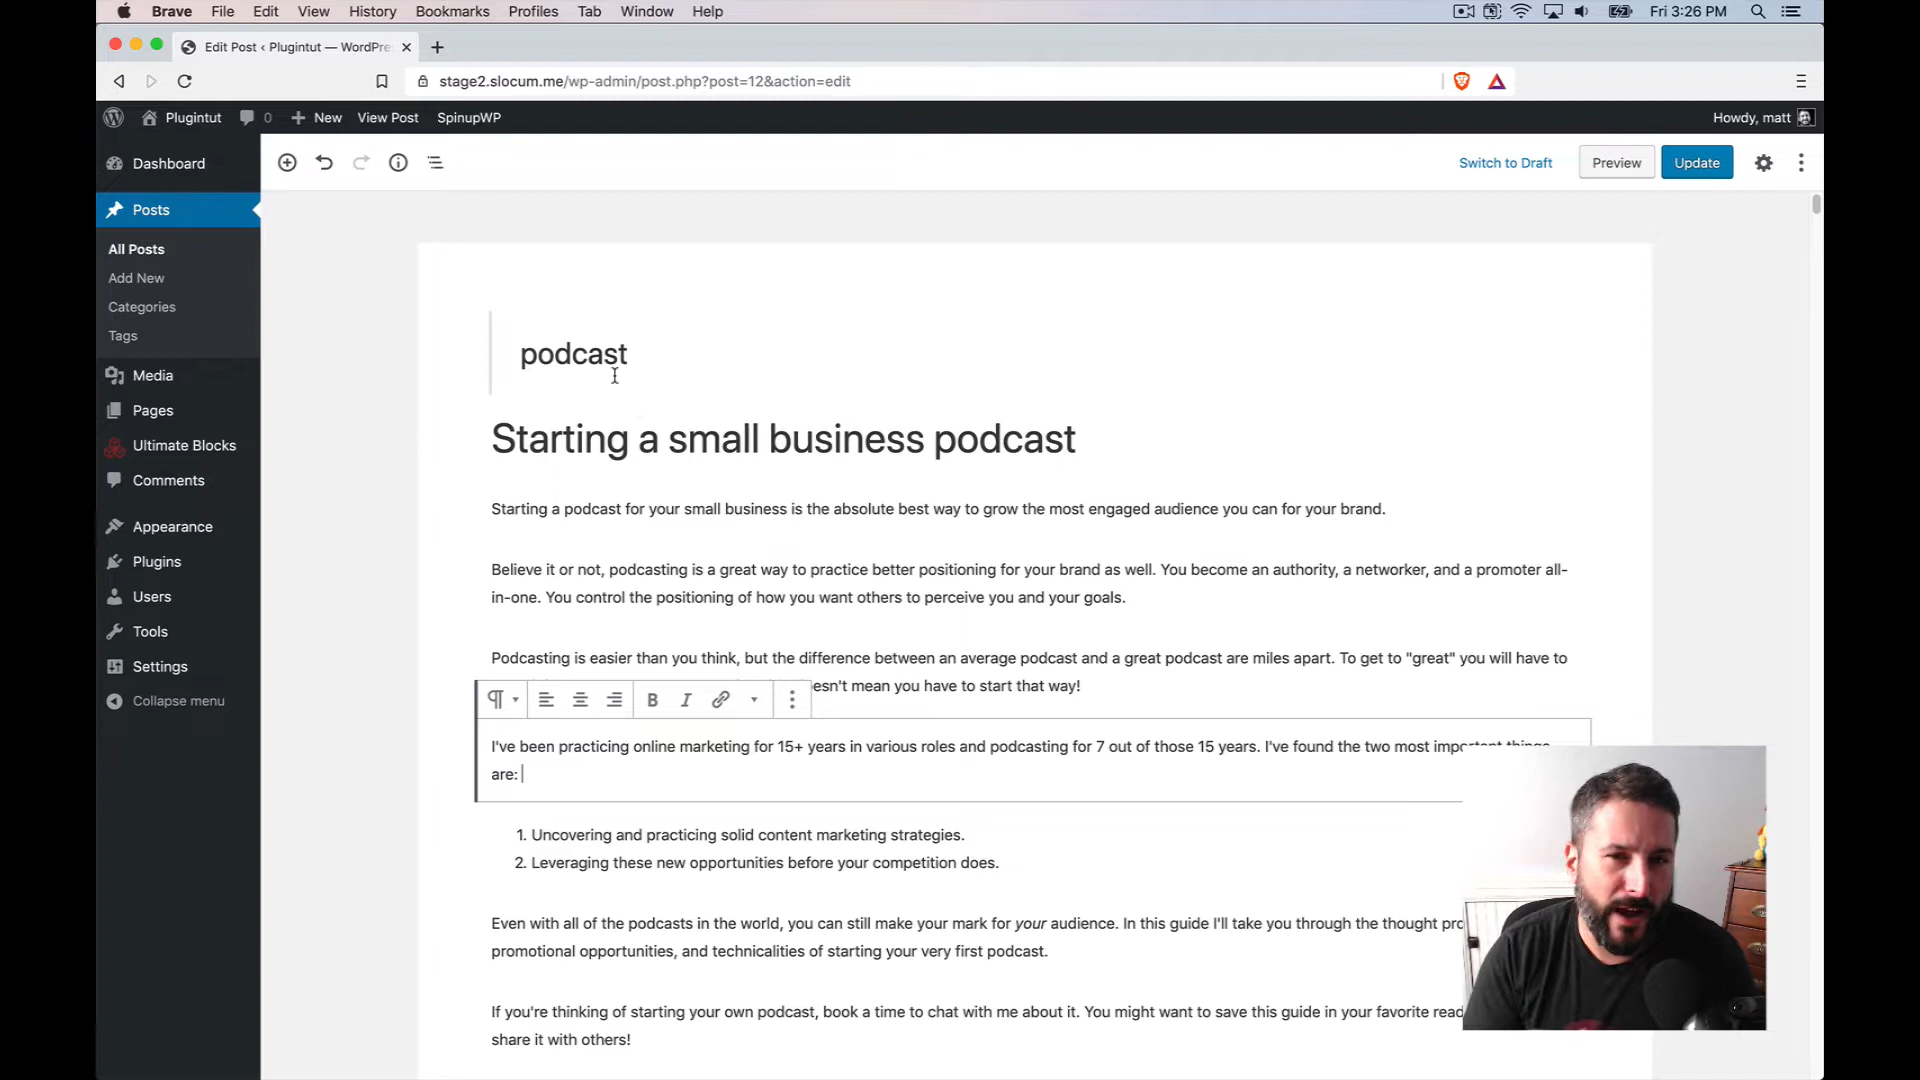 Brave File Edit View History Bookmarks Profiles Tab Window Help Fri 3:26 PM
Edit Post ‹ Plugintut — WordPre
stage2.slocum.me/wp-admin/post.php?post=12&action=edit
Plugintut 0 New View Post SpinupWP Howdy, matt
Dashboard
Switch to Draft Preview Update
Posts
All Posts
Add New
Categories
Tags
Media
Pages
Ultimate Blocks
Comments
Appearance
Plugins
Users
Tools
Settings
Collapse menu
podcast
Starting a small business podcast
Starting a podcast for your small business is the absolute best way to grow the most engaged audience you can for your brand.
Believe it or not, podcasting is a great way to practice better positioning for your brand as well. You become an authority, a networker, and a promoter all-
in-one. You control the positioning of how you want others to perceive you and your goals.
Podcasting is easier than you think, but the difference between an average podcast and a great podcast are miles apart. To get to "great" you will have to
esn't mean you have to start that way!
B I
I've been practicing online marketing for 15+ years in various roles and podcasting for 7 out of those 15 years. I've found the two most important things
are:
1. Uncovering and practicing solid content marketing strategies.
2. Leveraging these new opportunities before your competition does.
Even with all of the podcasts in the world, you can still make your mark for your audience. In this guide I'll take you through the thought pro
promotional opportunities, and technicalities of starting your very first podcast.
If you're thinking of starting your own podcast, book a time to chat with me about it. You might want to save this guide in your favorite read
share it with others!